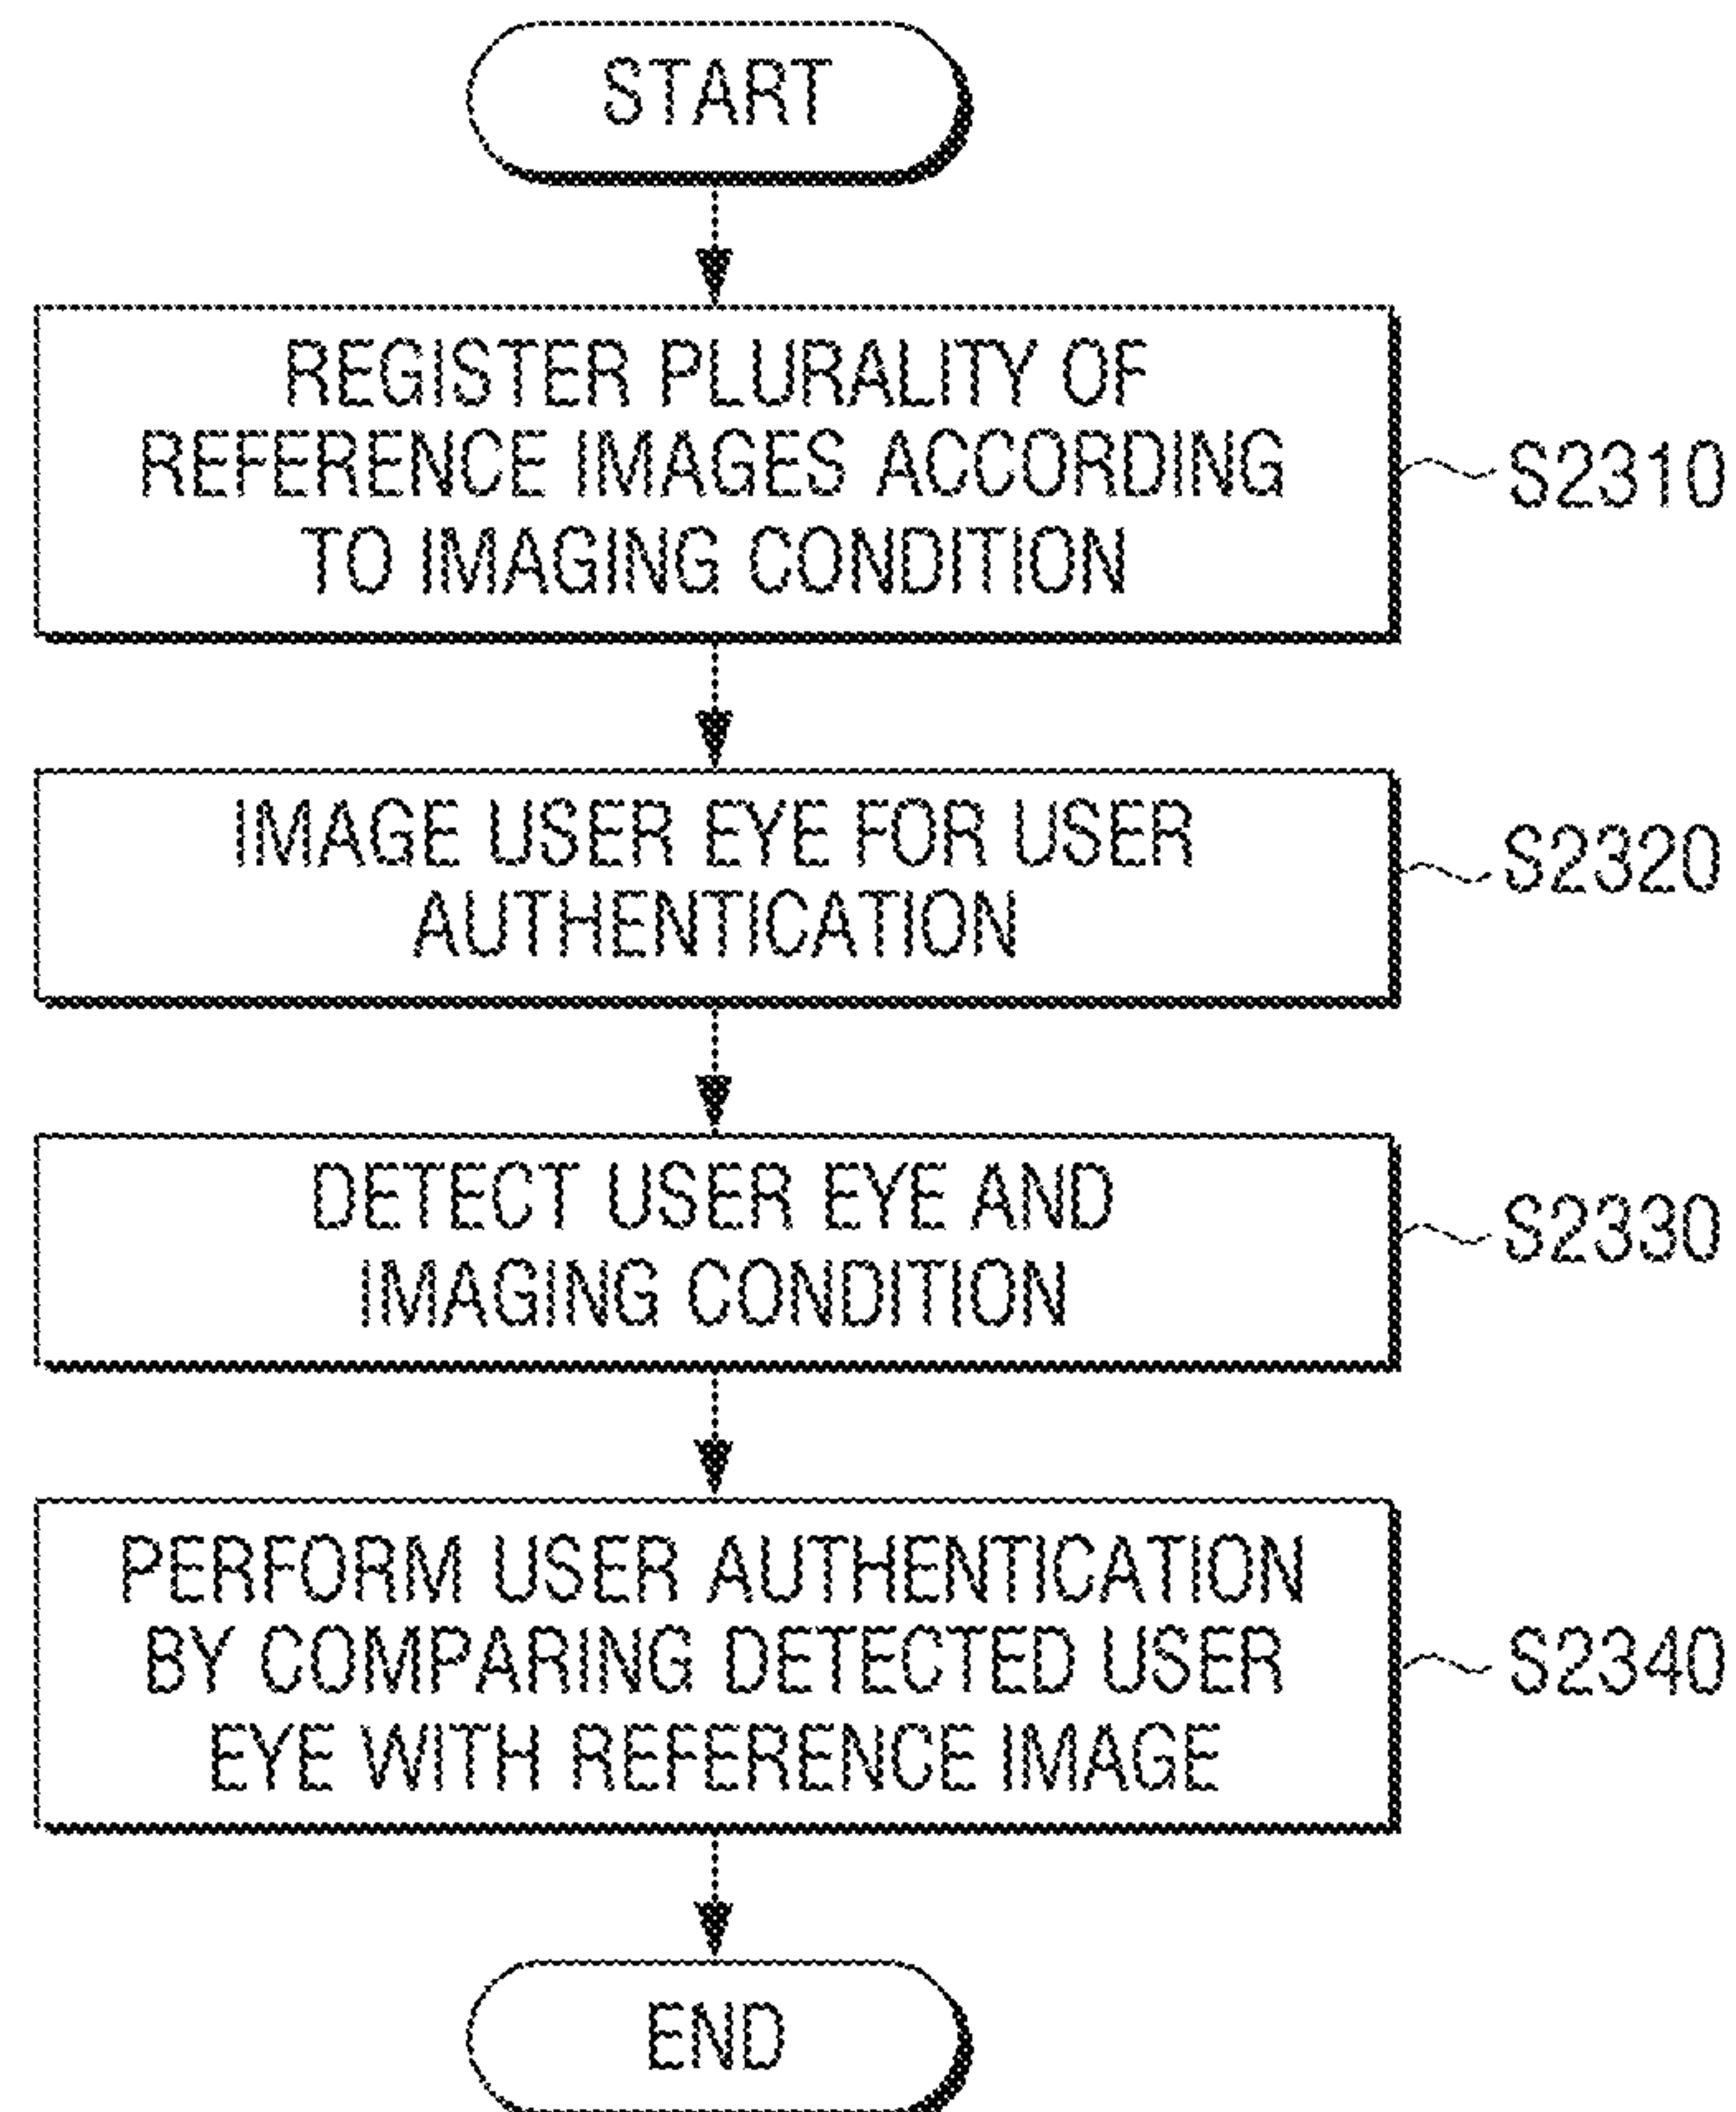 START
REGISTER PLURALITY OF
REFERENCE IMAGES ACCORDING
TO IMAGING CONDITION
S2310
IMAGE USER EYE FOR USER
AUTHENTICATION
S2320
DETECT USER EYE AND
IMAGING CONDITION
S2330
PERFORM USER AUTHENTICATION
BY COMPARING DETECTED USER
EYE WITH REFERENCE IMAGE
S2340
END